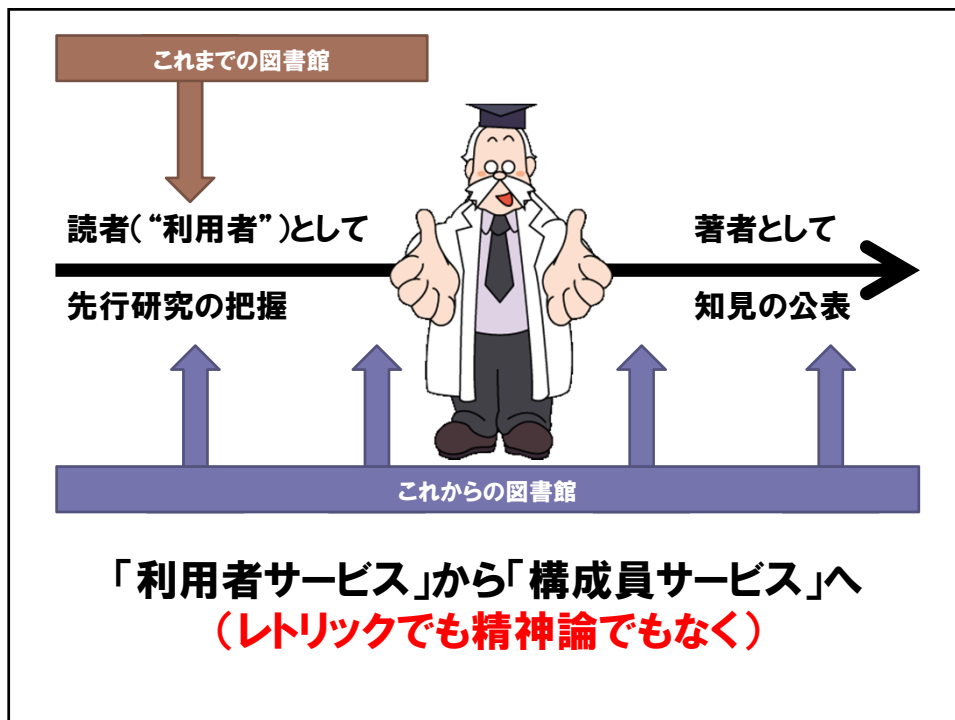 これまでの図書館
読者(“利用者”)として
著者として
先行研究の把握
知見の公表
これからの図書館
「利用者サービス」から「構成員サービス」へ
(レトリックでも精神論でもなく)